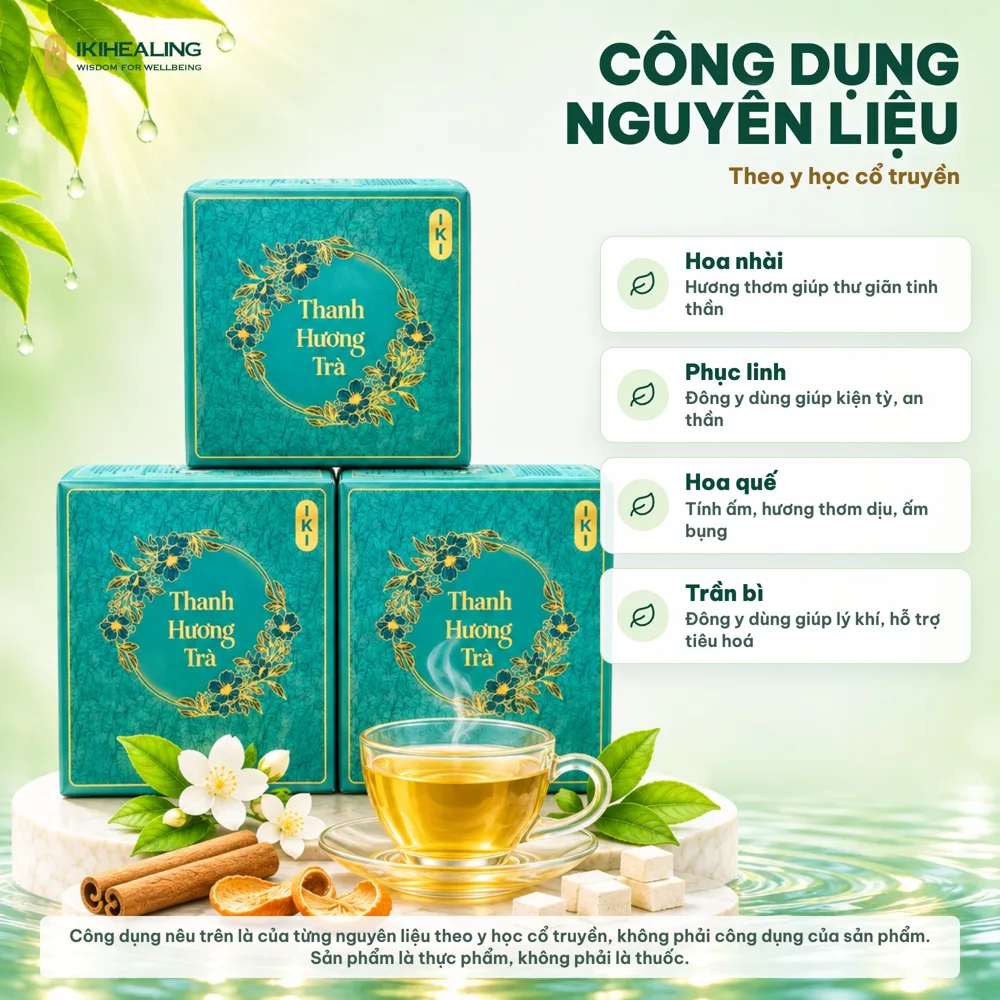 IKIHEALING
WISDOM FOR WELLBEING
CÔNG DỤNG
NGUYÊN LIỆU
Theo y học cổ truyền
IKI
Thanh
Hương
Trà
Hoa nhài
Hương thơm giúp thư giãn tinh
thần
Phục linh
Đông y dùng giúp kiện tỳ, an
thần
Hoa quế
Tính ấm, hương thơm dịu, ấm
bụng
Trần bì
Đông y dùng giúp lý khí, hỗ trợ
tiêu hoá
IKI
Thanh
Hương
Trà
IKI
Thanh
Hương
Trà
Công dụng nêu trên là của từng nguyên liệu theo y học cổ truyền, không phải công dụng của sản phẩm.
Sản phẩm là thực phẩm, không phải là thuốc.